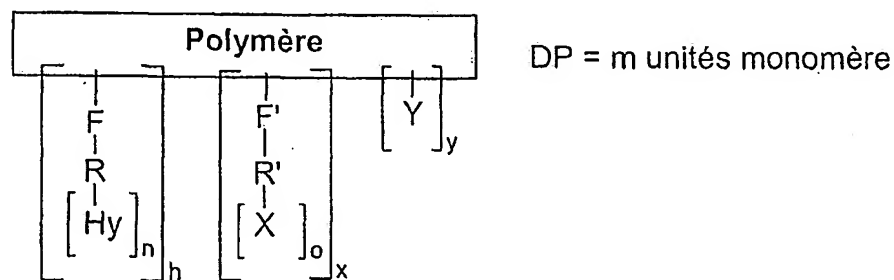 Polymère
DP = m unités monomère
F F' Y
y
R R'
Hy n X o
h x